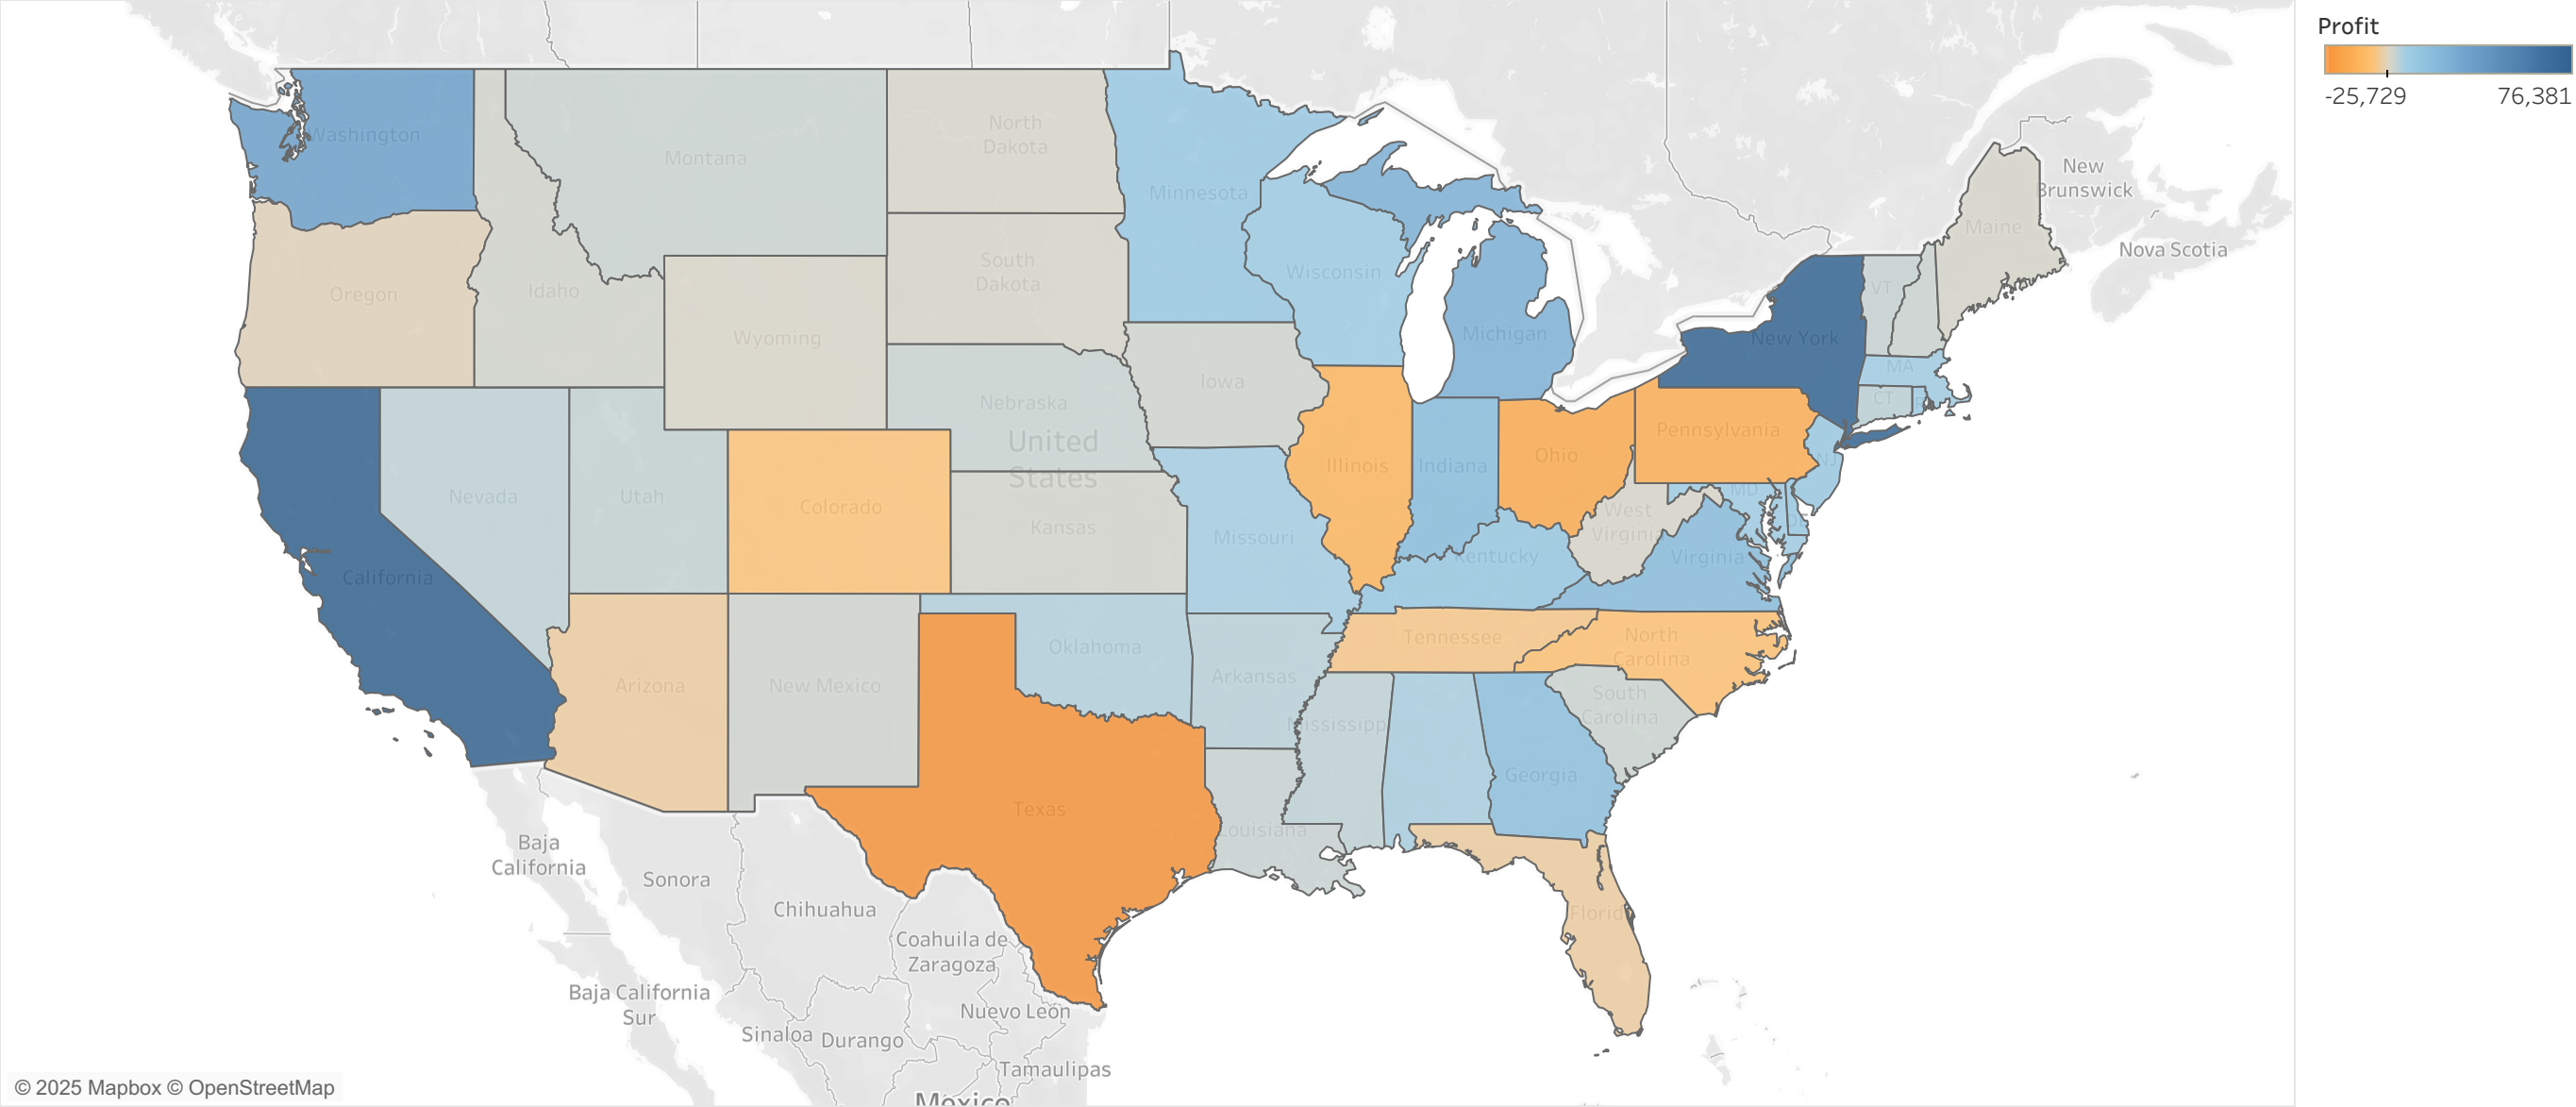 Profit
-25,729
76,381
Washington
Montana
North
Dakota
Minnesota
New
Brunswick
Maine
Nova Scotia
Oregon
Idaho
South
Dakota
Wisconsin
VT
Wyoming
Michigan
New York
MA
Iowa
Nebraska
CT
United
States
Pennsylvania
Ohio
Illinois
Indiana
NJ
Nevada
Utah
Colorado
MD
Kansas
West
Virginia
DE
Missouri
Kentucky
Virginia
California
Tennessee
North
Carolina
Oklahoma
Arkansas
Arizona
New Mexico
South
Carolina
Mississippi
Georgia
Texas
Louisiana
Baja
California
Sonora
Chihuahua
Florida
Coahuila de
Zaragoza
Baja California
Sur
Nuevo León
Sinaloa
Durango
Tamaulipas
© 2025 Mapbox © OpenStreetMap
Mexico